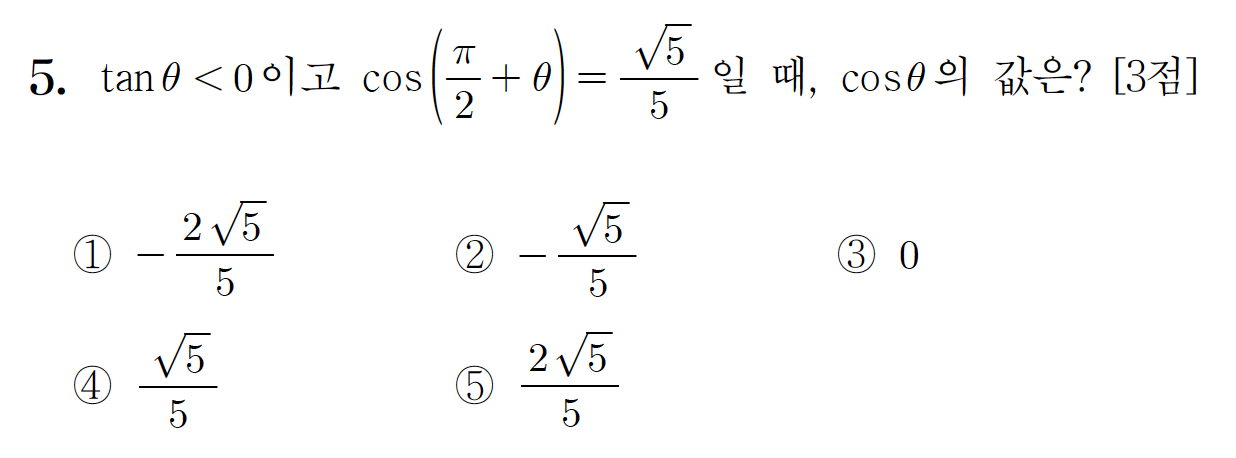 5. tanθ < 0이고 cos(π/2 + θ) = √5/5 일 때, cosθ의 값은? [3점]
① −2√5/5 ② −√5/5 ③ 0
④ √5/5 ⑤ 2√5/5